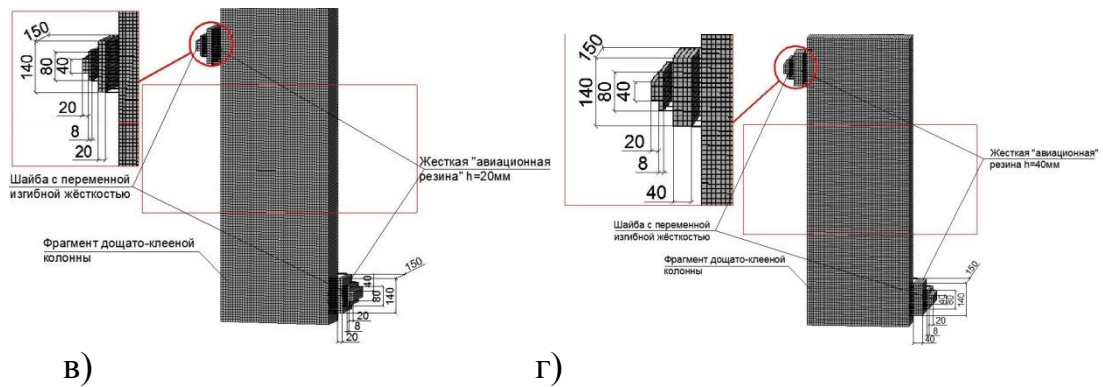 150
140
80
40
20
8
20
Шайба с переменной
изгибной жёсткостью
Жесткая "авиационная
резина" h=20мм
Фрагмент дощато-клееной
колонны
150
40
80
140
20
8
20
в)
150
140
80
40
20
8
40
Жесткая "авиационная"
резина h=40мм
Шайба с переменной
изгибной жёсткостью
Фрагмент дощато-клееной
колонны
150
40
80
140
20
8
40
г)